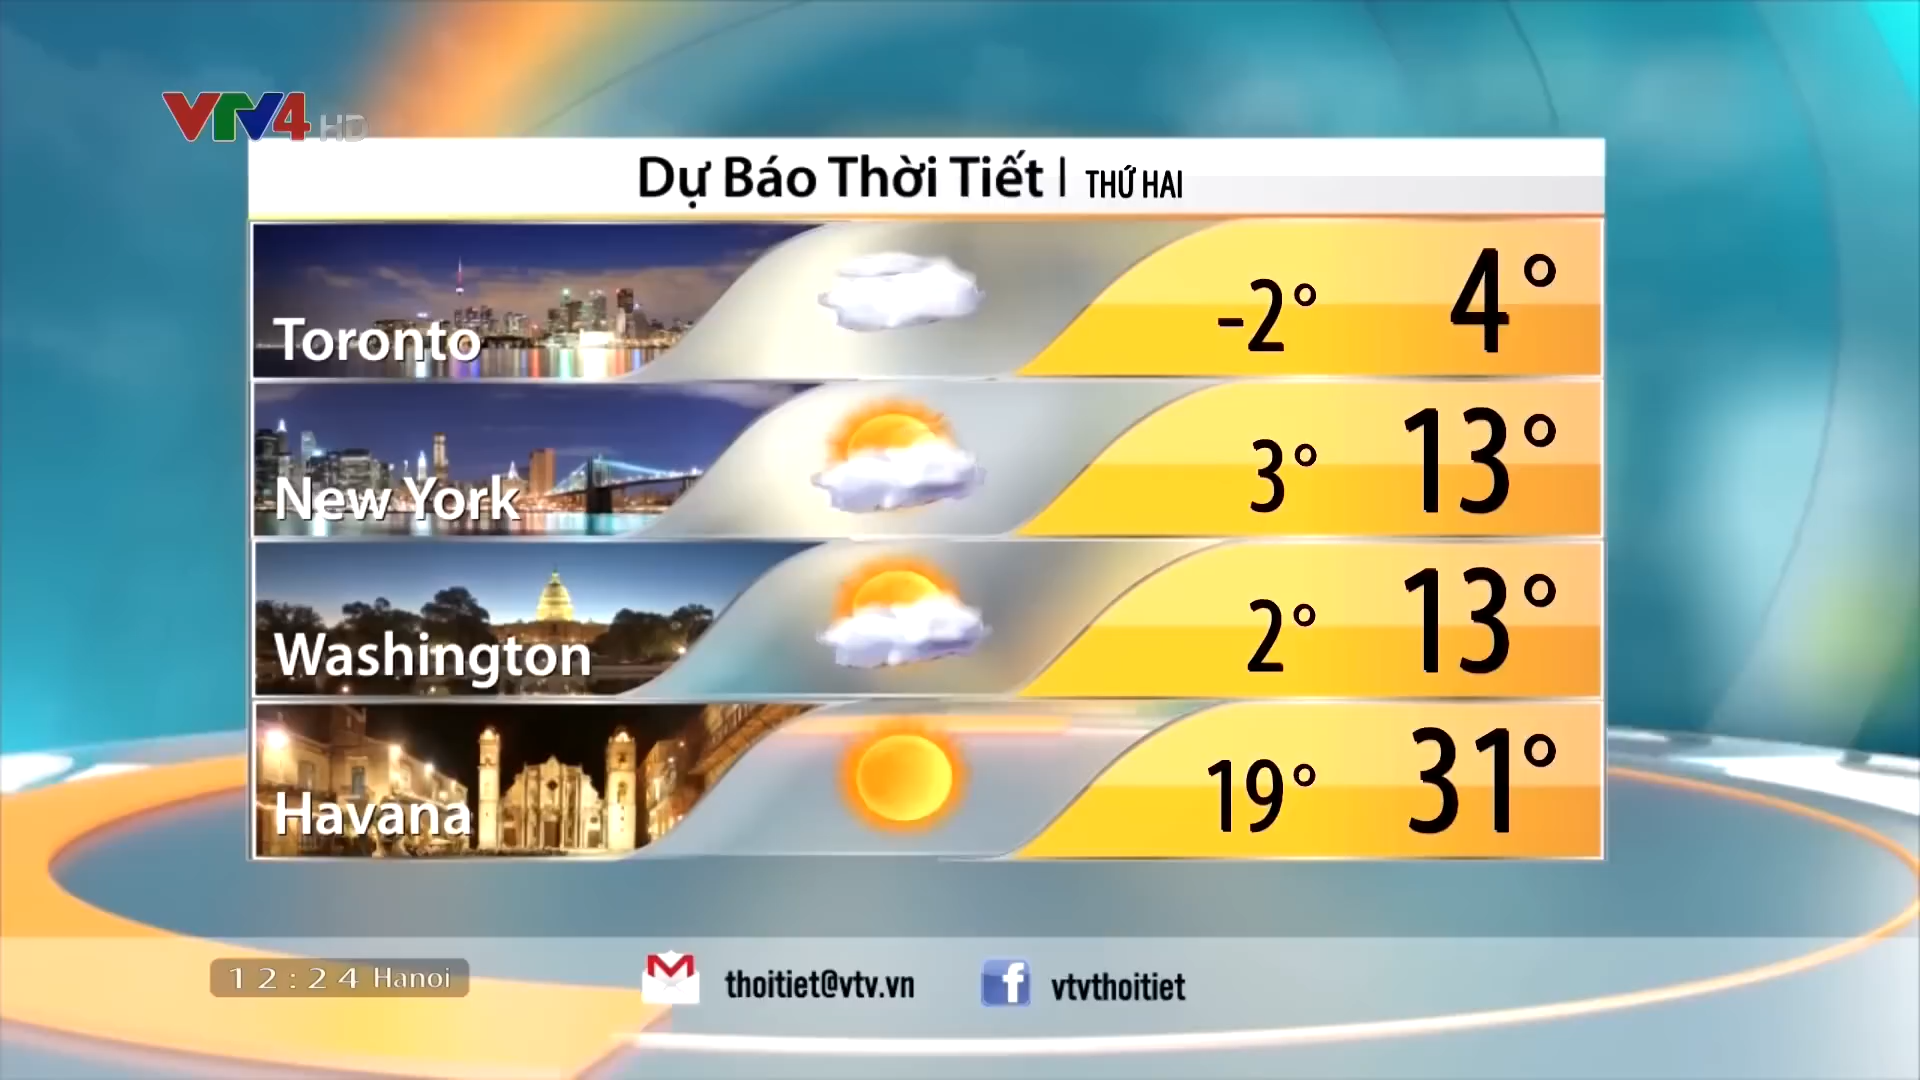 VTV4 HD
Dự Báo Thời Tiết | THỨ HAI
Toronto -2° 4°
New York 3° 13°
Washington 2° 13°
Havana 19° 31°
12:24 Hanoi
thoitiet@vtv.vn vtvthoitiet